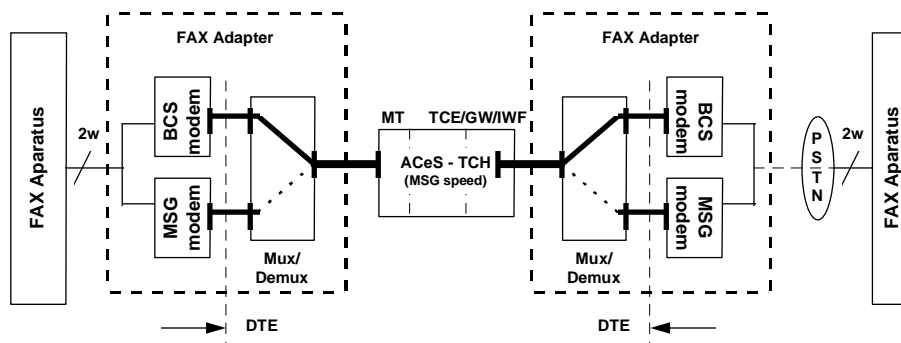 FAX Adapter
FAX Adapter
FAX Aparatus
2w
BCS modem
MSG modem
Mux/
Demux
MT
TCE/GW/IWF
ACeS - TCH
(MSG speed)
Mux/
Demux
BCS modem
MSG modem
PSTN
2w
FAX Aparatus
DTE
DTE